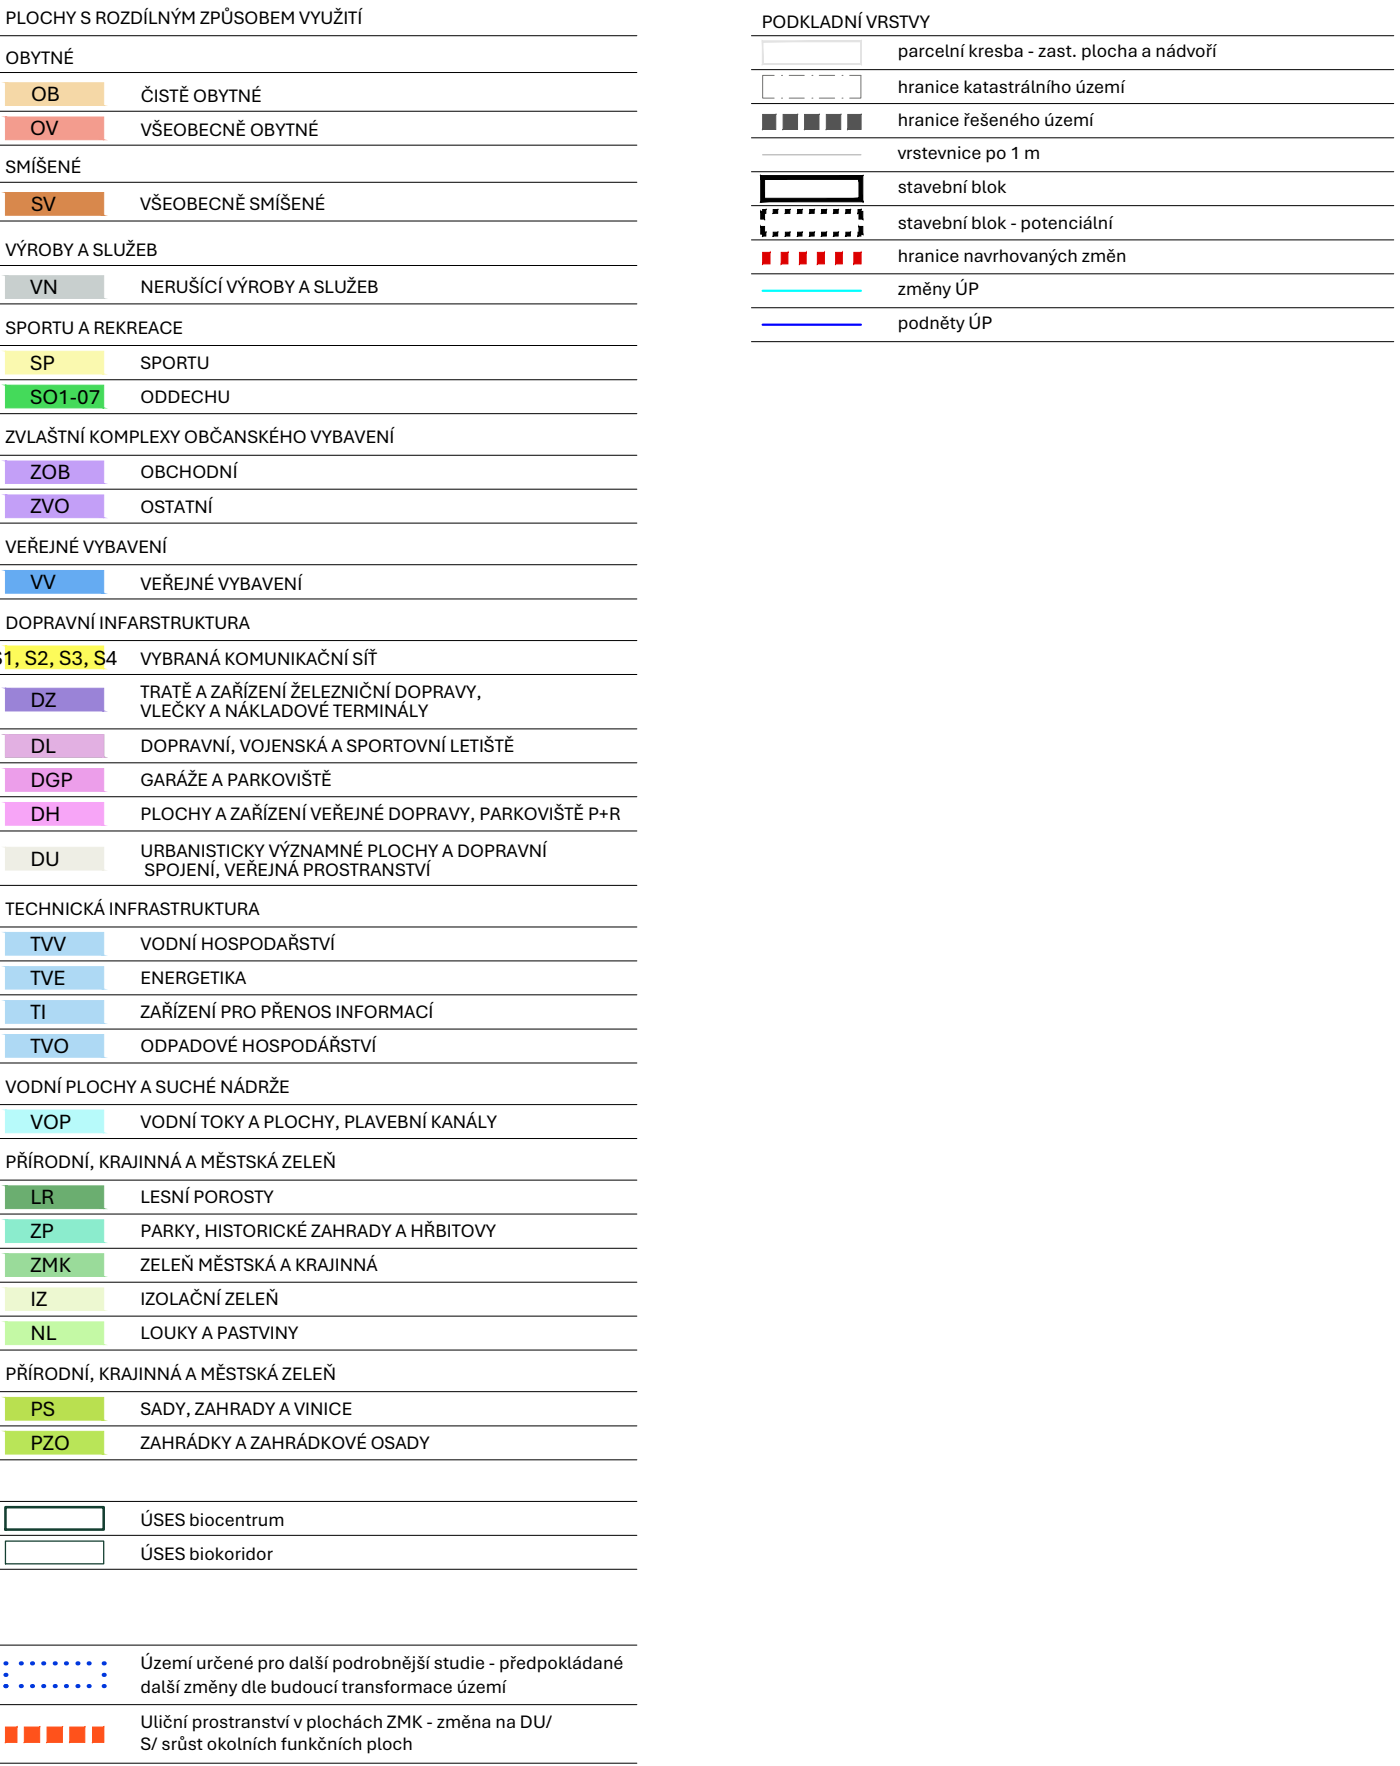 PLOCHY S ROZDÍLNÝM ZPŮSOBEM VYUŽITÍ
OBYTNÉ
OB ČISTĚ OBYTNÉ
OV VŠEOBECNĚ OBYTNÉ
SMÍŠENÉ
SV VŠEOBECNĚ SMÍŠENÉ
VÝROBY A SLUŽEB
VN NERUŠÍCÍ VÝROBY A SLUŽEB
SPORTU A REKREACE
SP SPORTU
SO1-07 ODDECHU
ZVLAŠTNÍ KOMPLEXY OBČANSKÉHO VYBAVENÍ
ZOB OBCHODNÍ
ZVO OSTATNÍ
VEŘEJNÉ VYBAVENÍ
VV VEŘEJNÉ VYBAVENÍ
DOPRAVNÍ INFARSTRUKTURA
S1, S2, S3, S4 VYBRANÁ KOMUNIKAČNÍ SÍŤ
DZ TRATĚ A ZAŘÍZENÍ ŽELEZNIČNÍ DOPRAVY,
VLEČKY A NÁKLADOVÉ TERMINÁLY
DL DOPRAVNÍ, VOJENSKÁ A SPORTOVNÍ LETIŠTĚ
DGP GARÁŽE A PARKOVIŠTĚ
DH PLOCHY A ZAŘÍZENÍ VEŘEJNÉ DOPRAVY, PARKOVIŠTĚ P+R
DU URBANISTICKY VÝZNAMNÉ PLOCHY A DOPRAVNÍ
SPOJENÍ, VEŘEJNÁ PROSTRANSTVÍ
TECHNICKÁ INFRASTRUKTURA
TVV VODNÍ HOSPODAŘSTVÍ
TVE ENERGETIKA
TI ZAŘÍZENÍ PRO PŘENOS INFORMACÍ
TVO ODPADOVÉ HOSPODÁŘSTVÍ
VODNÍ PLOCHY A SUCHÉ NÁDRŽE
VOP VODNÍ TOKY A PLOCHY, PLAVEBNÍ KANÁLY
PŘÍRODNÍ, KRAJINNÁ A MĚSTSKÁ ZELEŇ
LR LESNÍ POROSTY
ZP PARKY, HISTORICKÉ ZAHRADY A HŘBITOVY
ZMK ZELEŇ MĚSTSKÁ A KRAJINNÁ
IZ IZOLAČNÍ ZELEŇ
NL LOUKY A PASTVINY
PŘÍRODNÍ, KRAJINNÁ A MĚSTSKÁ ZELEŇ
PS SADY, ZAHRADY A VINICE
PZO ZAHRÁDKY A ZAHRÁDKOVÉ OSADY
ÚSES biocentrum
ÚSES biokoridor
Území určené pro další podrobnější studie - předpokládané
další změny dle budoucí transformace území
Uliční prostranství v plochách ZMK - změna na DU/
S/ srůst okolních funkčních ploch
PODKLADNÍ VRSTVY
parcelní kresba - zast. plocha a nádvoří
hranice katastrálního území
hranice řešeného území
vrstevnice po 1 m
stavební blok
stavební blok - potenciální
hranice navrhovaných změn
změny ÚP
podněty ÚP